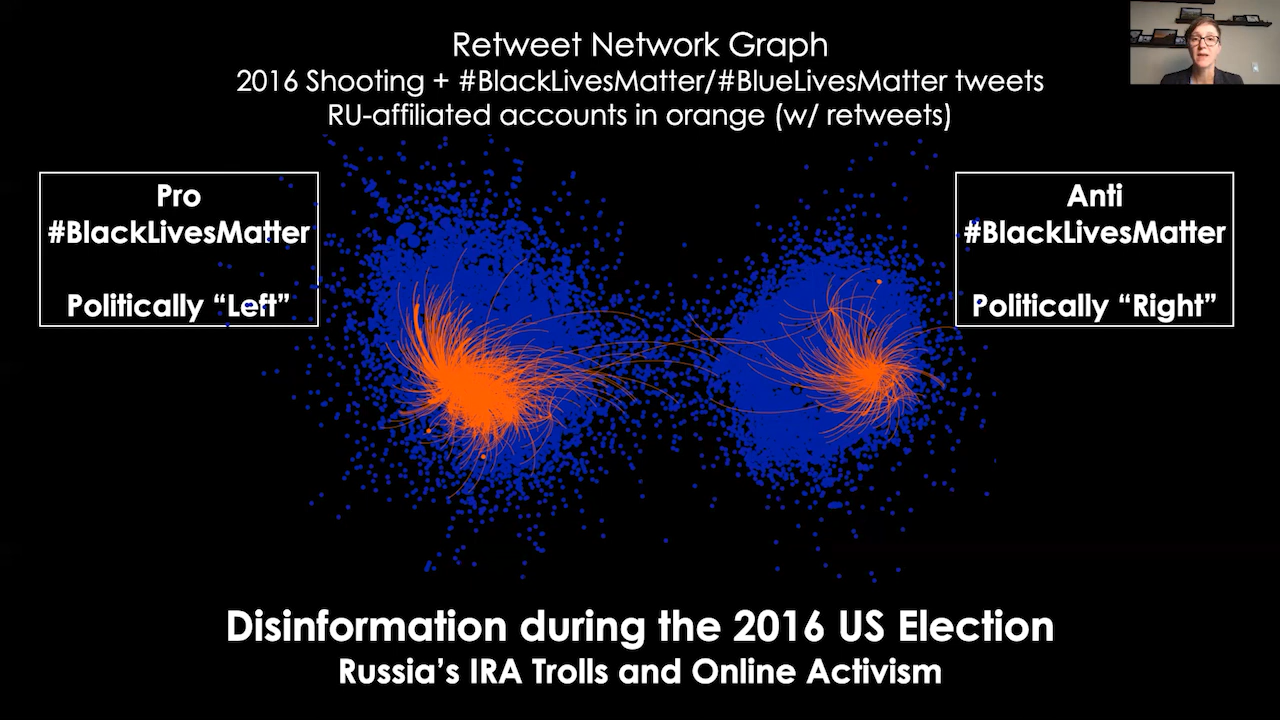 Retweet Network Graph
2016 Shooting + #BlackLivesMatter/#BlueLivesMatter tweets
RU-affiliated accounts in orange (w/ retweets)
Pro
#BlackLivesMatter
Politically “Left”
Anti
#BlackLivesMatter
Politically “Right”
Disinformation during the 2016 US Election
Russia’s IRA Trolls and Online Activism